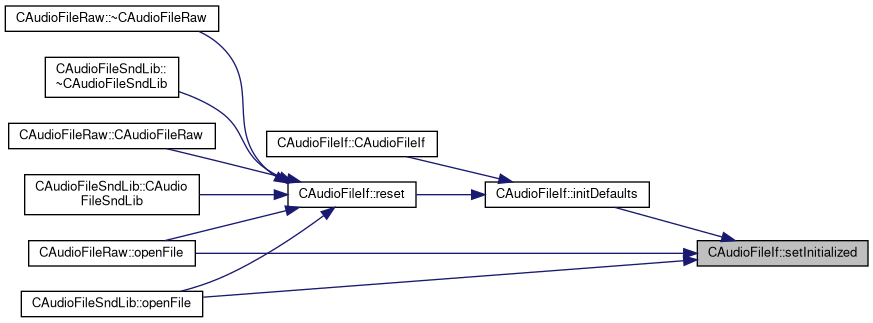 CAudioFileRaw::~CAudioFileRaw
CAudioFileSndLib::
~CAudioFileSndLib
CAudioFileRaw::CAudioFileRaw
CAudioFileSndLib::CAudio
FileSndLib
CAudioFileRaw::openFile
CAudioFileSndLib::openFile
CAudioFileIf::CAudioFileIf
CAudioFileIf::reset
CAudioFileIf::initDefaults
CAudioFileIf::setInitialized